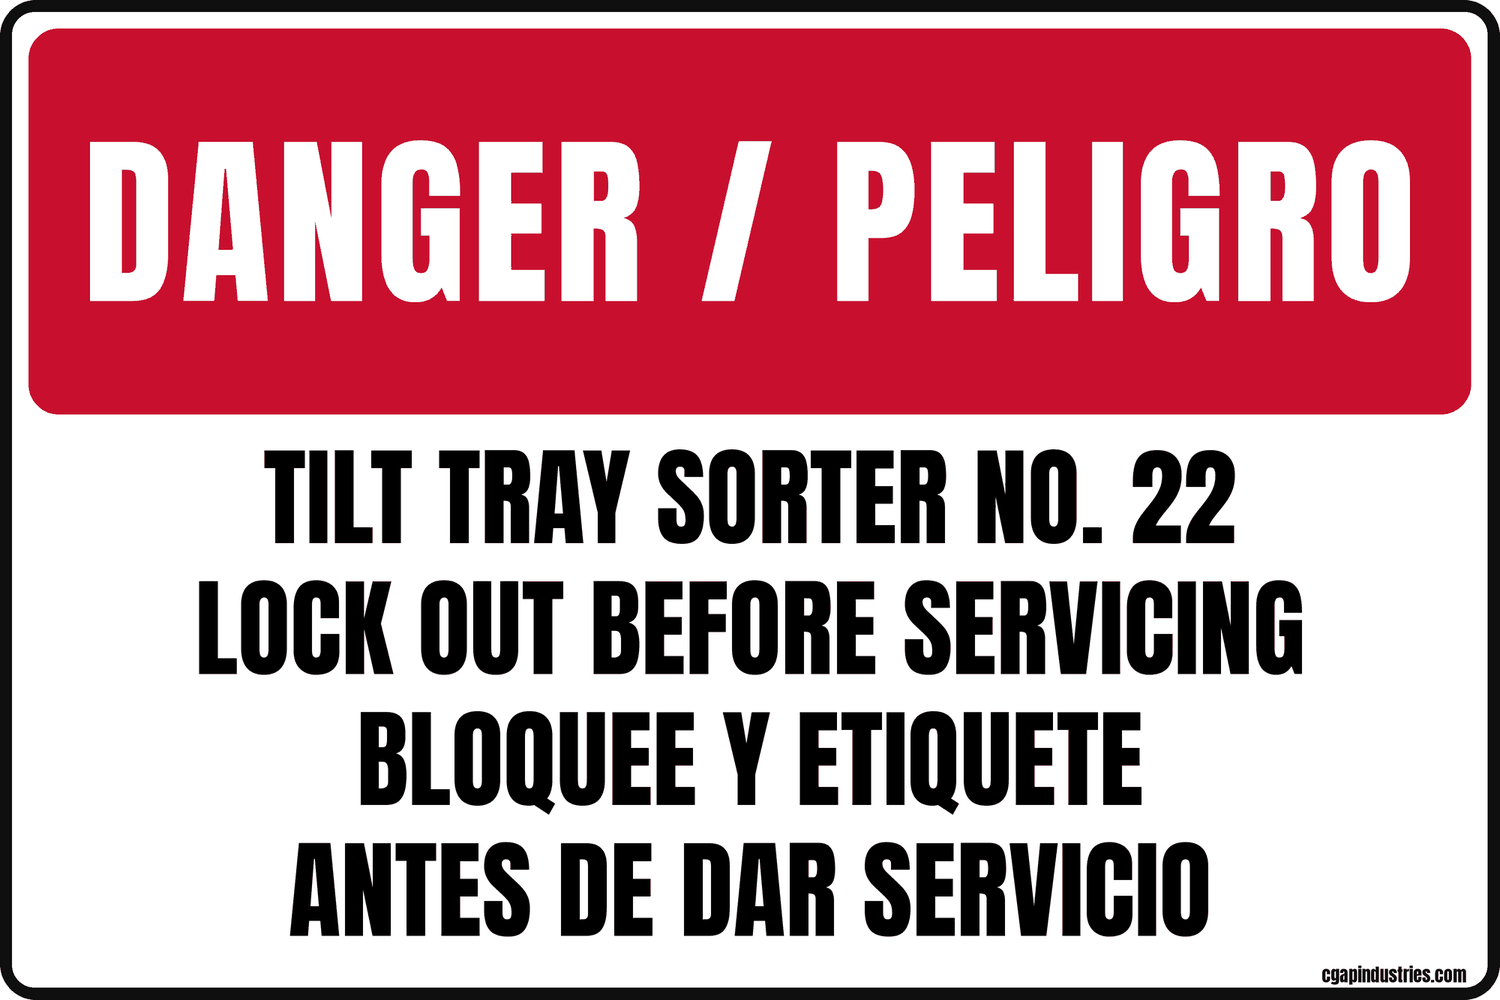 DANGER / PELIGRO
TILT TRAY SORTER NO. 22
LOCK OUT BEFORE SERVICING
BLOQUEE Y ETIQUETE
ANTES DE DAR SERVICIO
cgapindustries.com